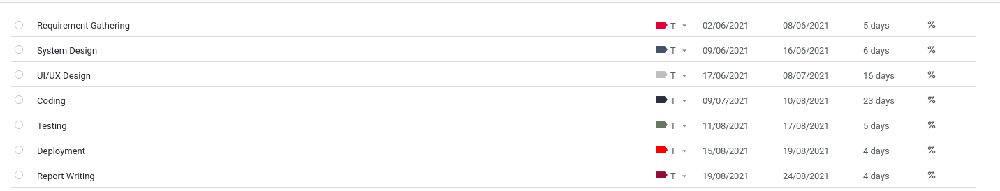 Requirement Gathering T 02/06/2021 08/06/2021 5 days %
System Design T 09/06/2021 16/06/2021 6 days %
UI/UX Design T 17/06/2021 08/07/2021 16 days %
Coding T 09/07/2021 10/08/2021 23 days %
Testing T 11/08/2021 17/08/2021 5 days %
Deployment T 15/08/2021 19/08/2021 4 days %
Report Writing T 19/08/2021 24/08/2021 4 days %